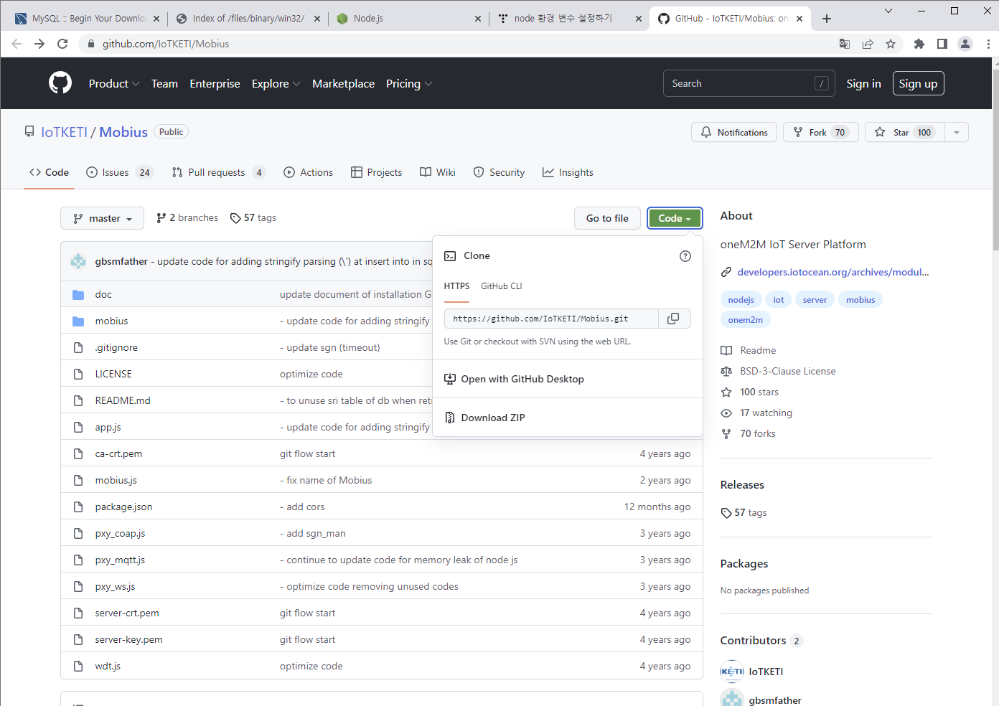 MySQL :: Begin Your Downloa
Index of /files/binary/win32/
Node.js
node 환경 변수 설정하기
GitHub - IoTKETI/Mobius: on
github.com/IoTKETI/Mobius
Product
Team
Enterprise
Explore
Marketplace
Pricing
Search
/
Sign in
Sign up
IoTKETI / Mobius Public
Notifications
Fork 70
Star 100
Code
Issues 24
Pull requests 4
Actions
Projects
Wiki
Security
Insights
master
2 branches
57 tags
Go to file
Code
gbsmfather - update code for adding stringify parsing (\') at insert into in sq
doc update document of installation G
mobius - update code for adding stringify
.gitignore - update sgn (timeout)
LICENSE optimize code
README.md - to unuse sri table of db when retr
app.js - update code for adding stringify
ca-crt.pem git flow start 4 years ago
mobius.js - fix name of Mobius 2 years ago
package.json - add cors 12 months ago
pxy_coap.js - add sgn_man 3 years ago
pxy_mqtt.js - continue to update code for memory leak of node js 3 years ago
pxy_ws.js - optimize code removing unused codes 3 years ago
server-crt.pem git flow start 4 years ago
server-key.pem git flow start 4 years ago
wdt.js optimize code 4 years ago
Clone
HTTPS GitHub CLI
https://github.com/IoTKETI/Mobius.git
Use Git or checkout with SVN using the web URL.
Open with GitHub Desktop
Download ZIP
About
oneM2M IoT Server Platform
developers.iotocean.org/archives/modul...
nodejs iot server mobius
onem2m
Readme
BSD-3-Clause License
100 stars
17 watching
70 forks
Releases
57 tags
Packages
No packages published
Contributors 2
KETI
IoTKETI
gbsmfather